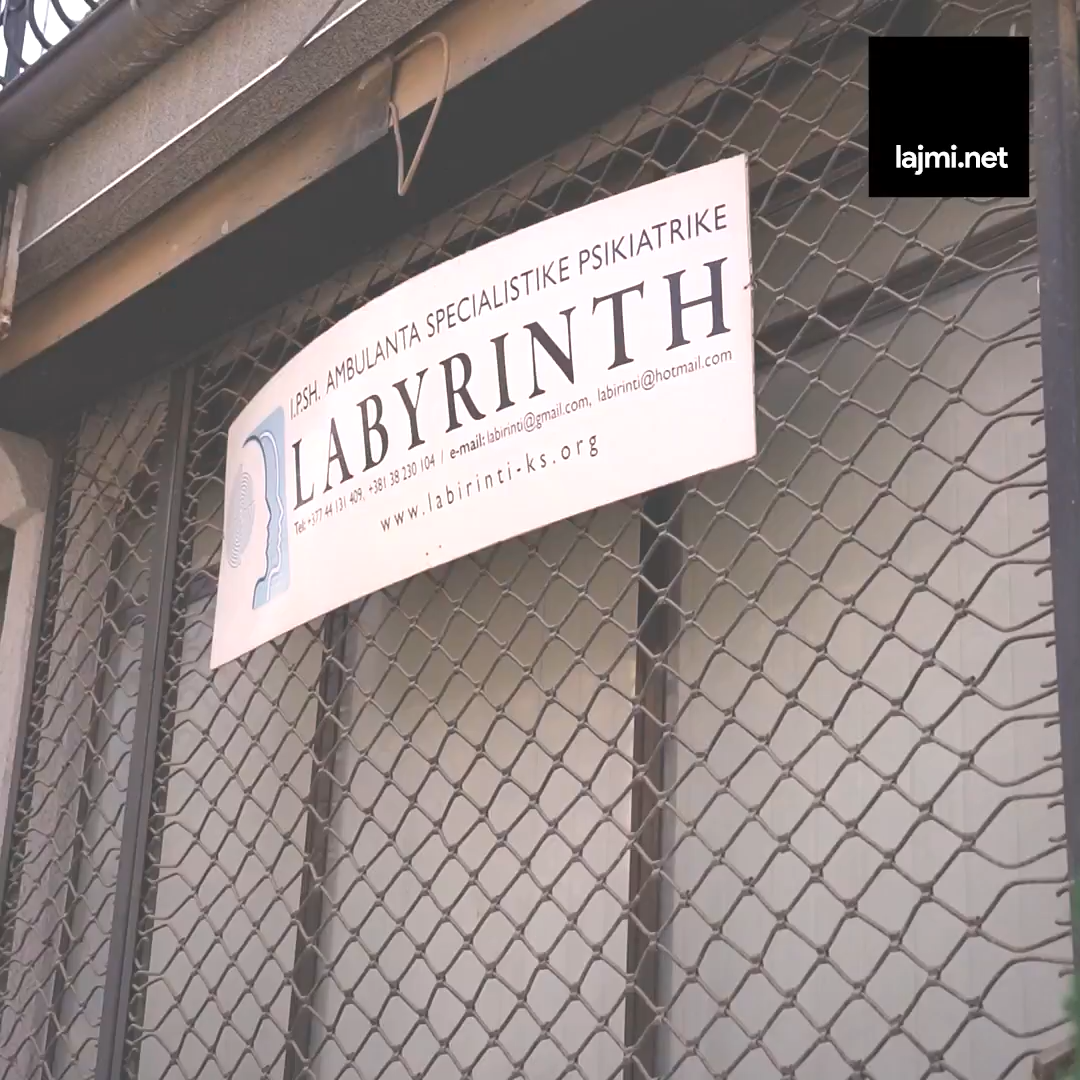 lajmi.net
I.P.SH. AMBULANTA SPECIALISTIKE PSIKIATRIKE
LABYRINTH
Tel: +377 44 131 409, +381 38 230 104 | e-mail: labirinti@gmail.com, labirinti@hotmail.com
www.labirinti-ks.org